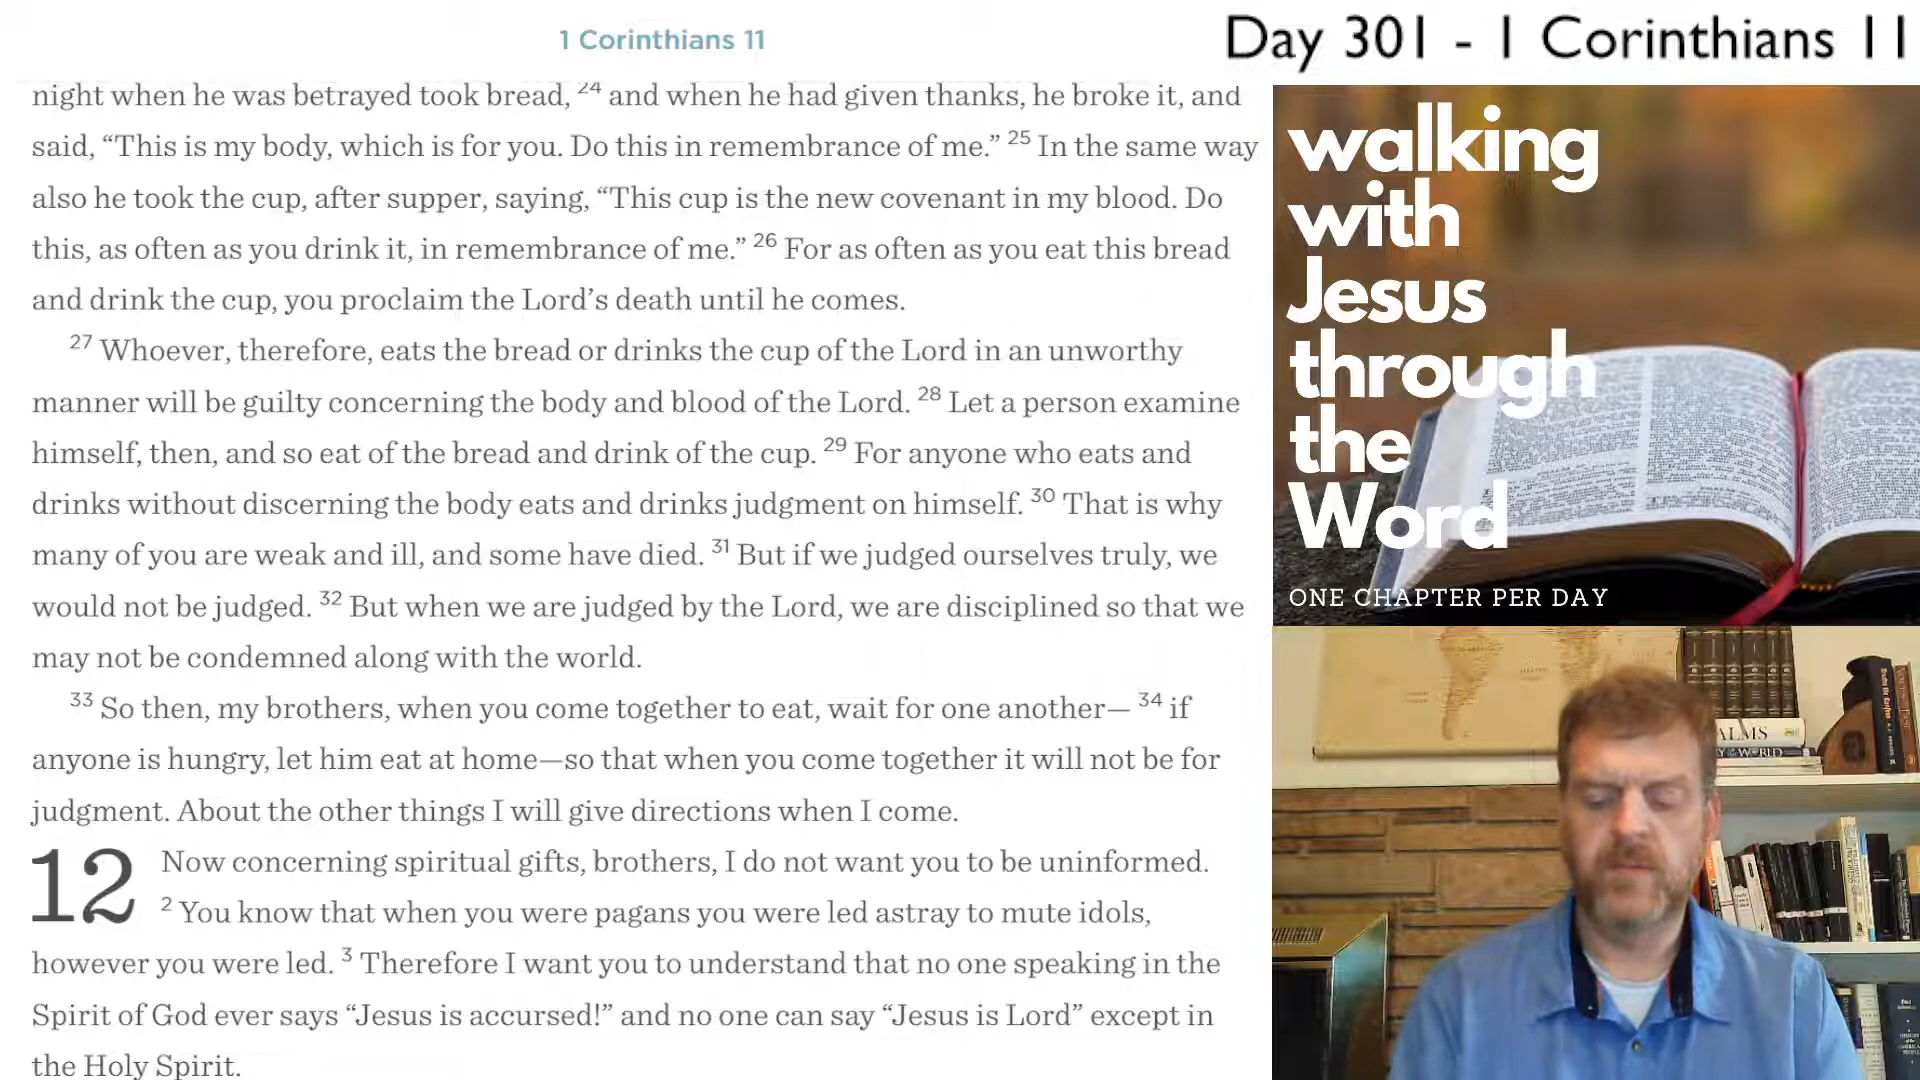 1 Corinthians 11
Day 301 - 1 Corinthians 11
night when he was betrayed took bread, 24 and when he had given thanks, he broke it, and
said, “This is my body, which is for you. Do this in remembrance of me.” 25 In the same way
also he took the cup, after supper, saying, “This cup is the new covenant in my blood. Do
this, as often as you drink it, in remembrance of me.” 26 For as often as you eat this bread
and drink the cup, you proclaim the Lord’s death until he comes.
27 Whoever, therefore, eats the bread or drinks the cup of the Lord in an unworthy
manner will be guilty concerning the body and blood of the Lord. 28 Let a person examine
himself, then, and so eat of the bread and drink of the cup. 29 For anyone who eats and
drinks without discerning the body eats and drinks judgment on himself. 30 That is why
many of you are weak and ill, and some have died. 31 But if we judged ourselves truly, we
would not be judged. 32 But when we are judged by the Lord, we are disciplined so that we
may not be condemned along with the world.
33 So then, my brothers, when you come together to eat, wait for one another— 34 if
anyone is hungry, let him eat at home—so that when you come together it will not be for
judgment. About the other things I will give directions when I come.
12 Now concerning spiritual gifts, brothers, I do not want you to be uninformed.
2 You know that when you were pagans you were led astray to mute idols,
however you were led. 3 Therefore I want you to understand that no one speaking in the
Spirit of God ever says “Jesus is accursed!” and no one can say “Jesus is Lord” except in
the Holy Spirit.
walking
with
Jesus
through
the
Word
ONE CHAPTER PER DAY
ALMS
WORLD